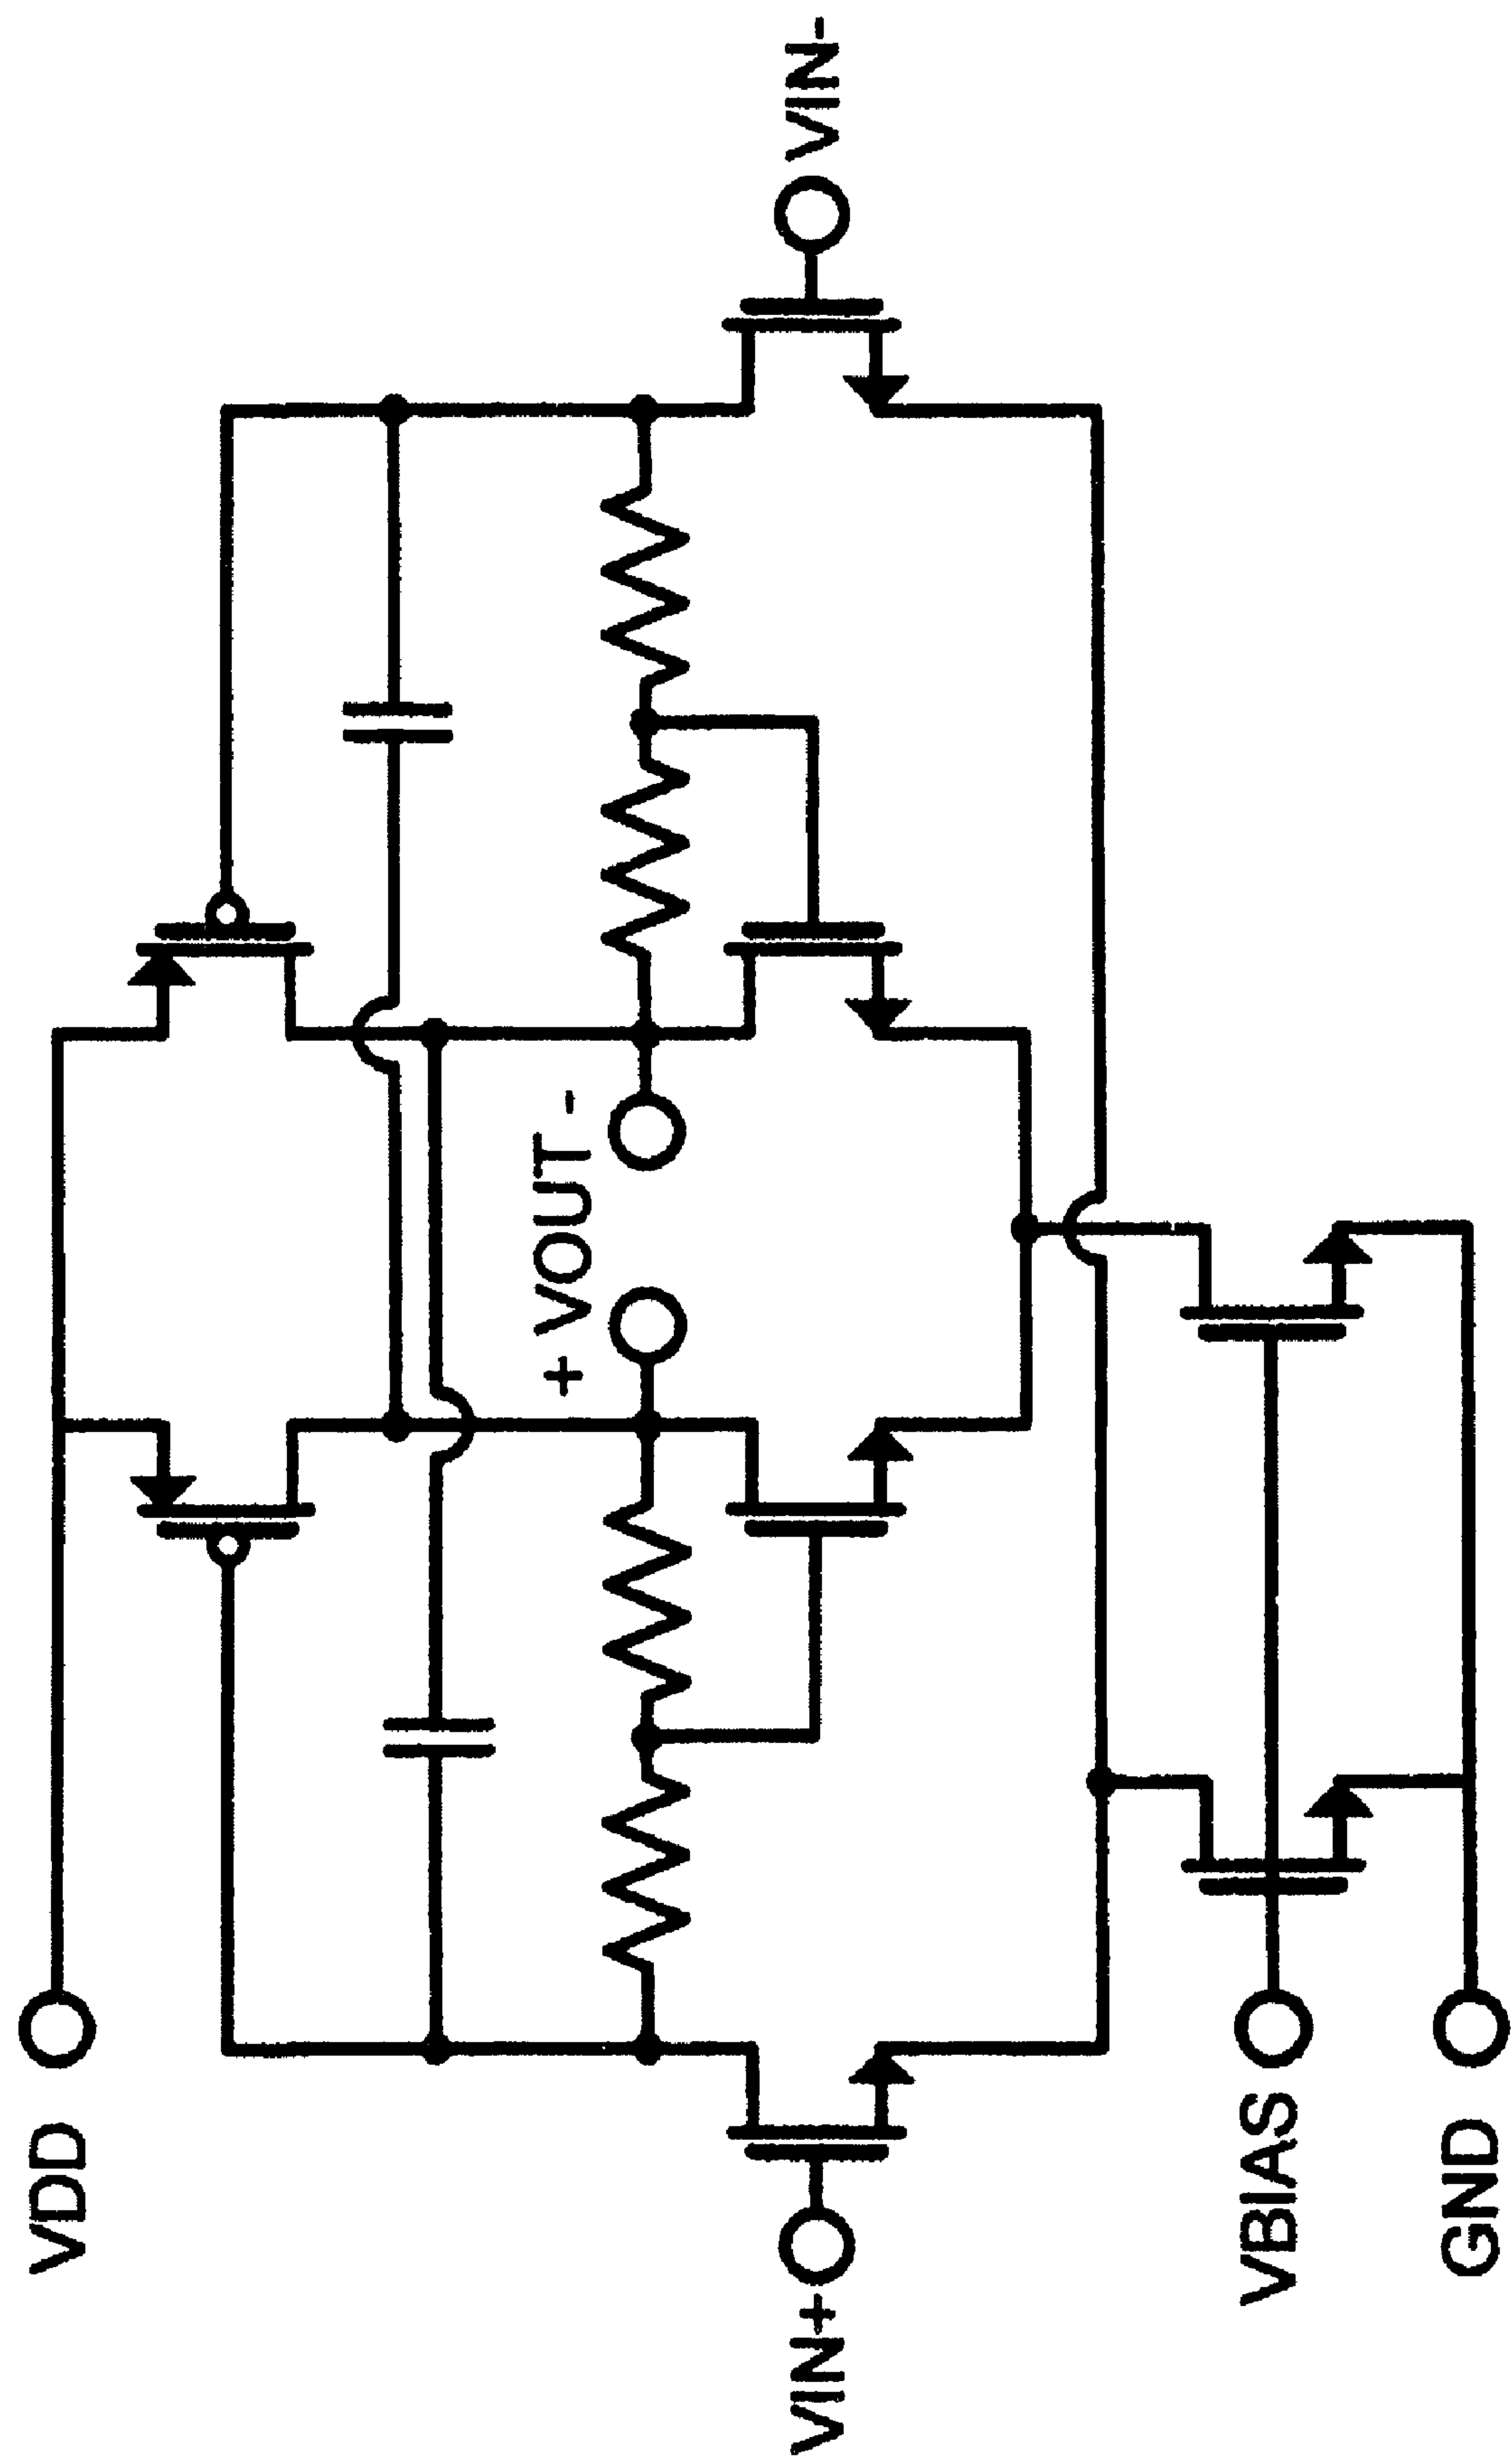 VDD
+ VOUT -
VIN+
VIN-
VBIAS
GND